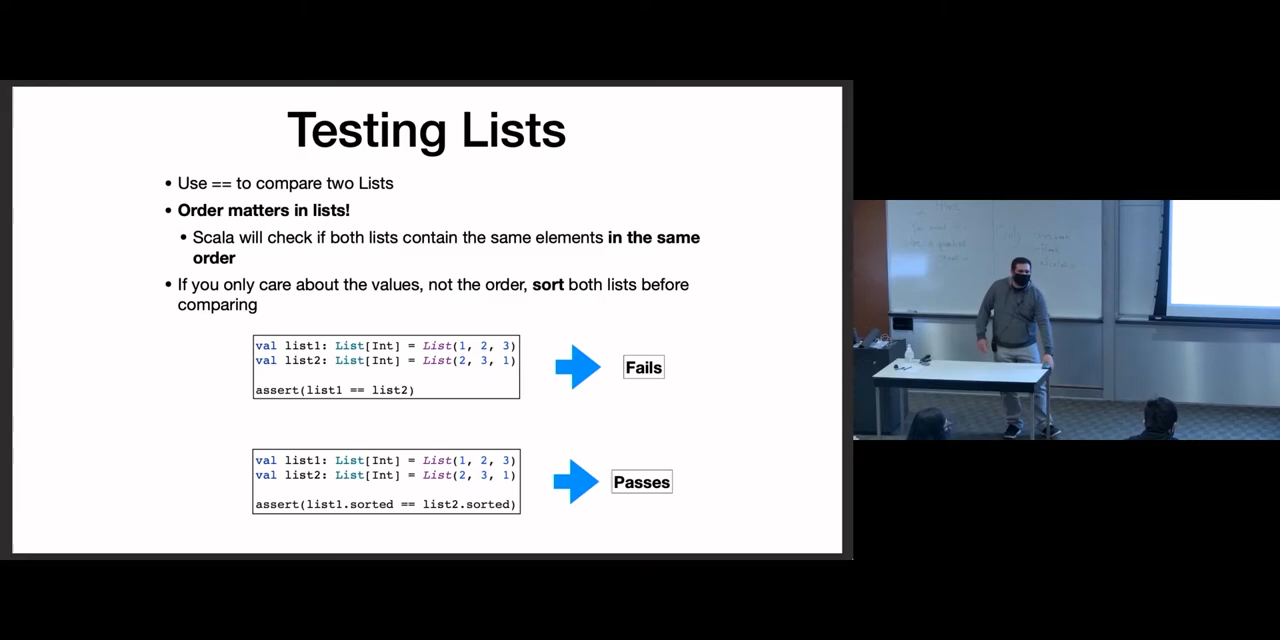 Testing Lists
• Use == to compare two Lists
• Order matters in lists!
• Scala will check if both lists contain the same elements in the same
order
• If you only care about the values, not the order, sort both lists before
comparing
val list1: List[Int] = List(1, 2, 3)
val list2: List[Int] = List(2, 3, 1)
assert(list1 == list2)
Fails
val list1: List[Int] = List(1, 2, 3)
val list2: List[Int] = List(2, 3, 1)
assert(list1.sorted == list2.sorted)
Passes